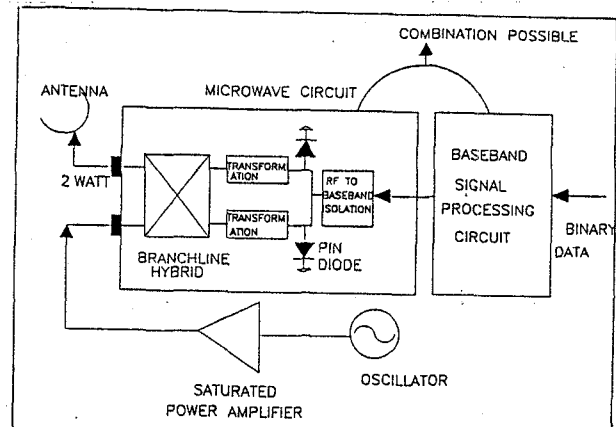 COMBINATION POSSIBLE
ANTENNA
MICROWAVE CIRCUIT
2 WATT
TRANSFORM
ATION
TRANSFORM
ATION
RF TO
BASEBAND
ISOLATION
BASEBAND
SIGNAL
PROCESSING
CIRCUIT
BINARY
DATA
BRANCHLINE
HYBRID
PIN
DIODE
SATURATED
POWER AMPLIFIER
OSCILLATOR